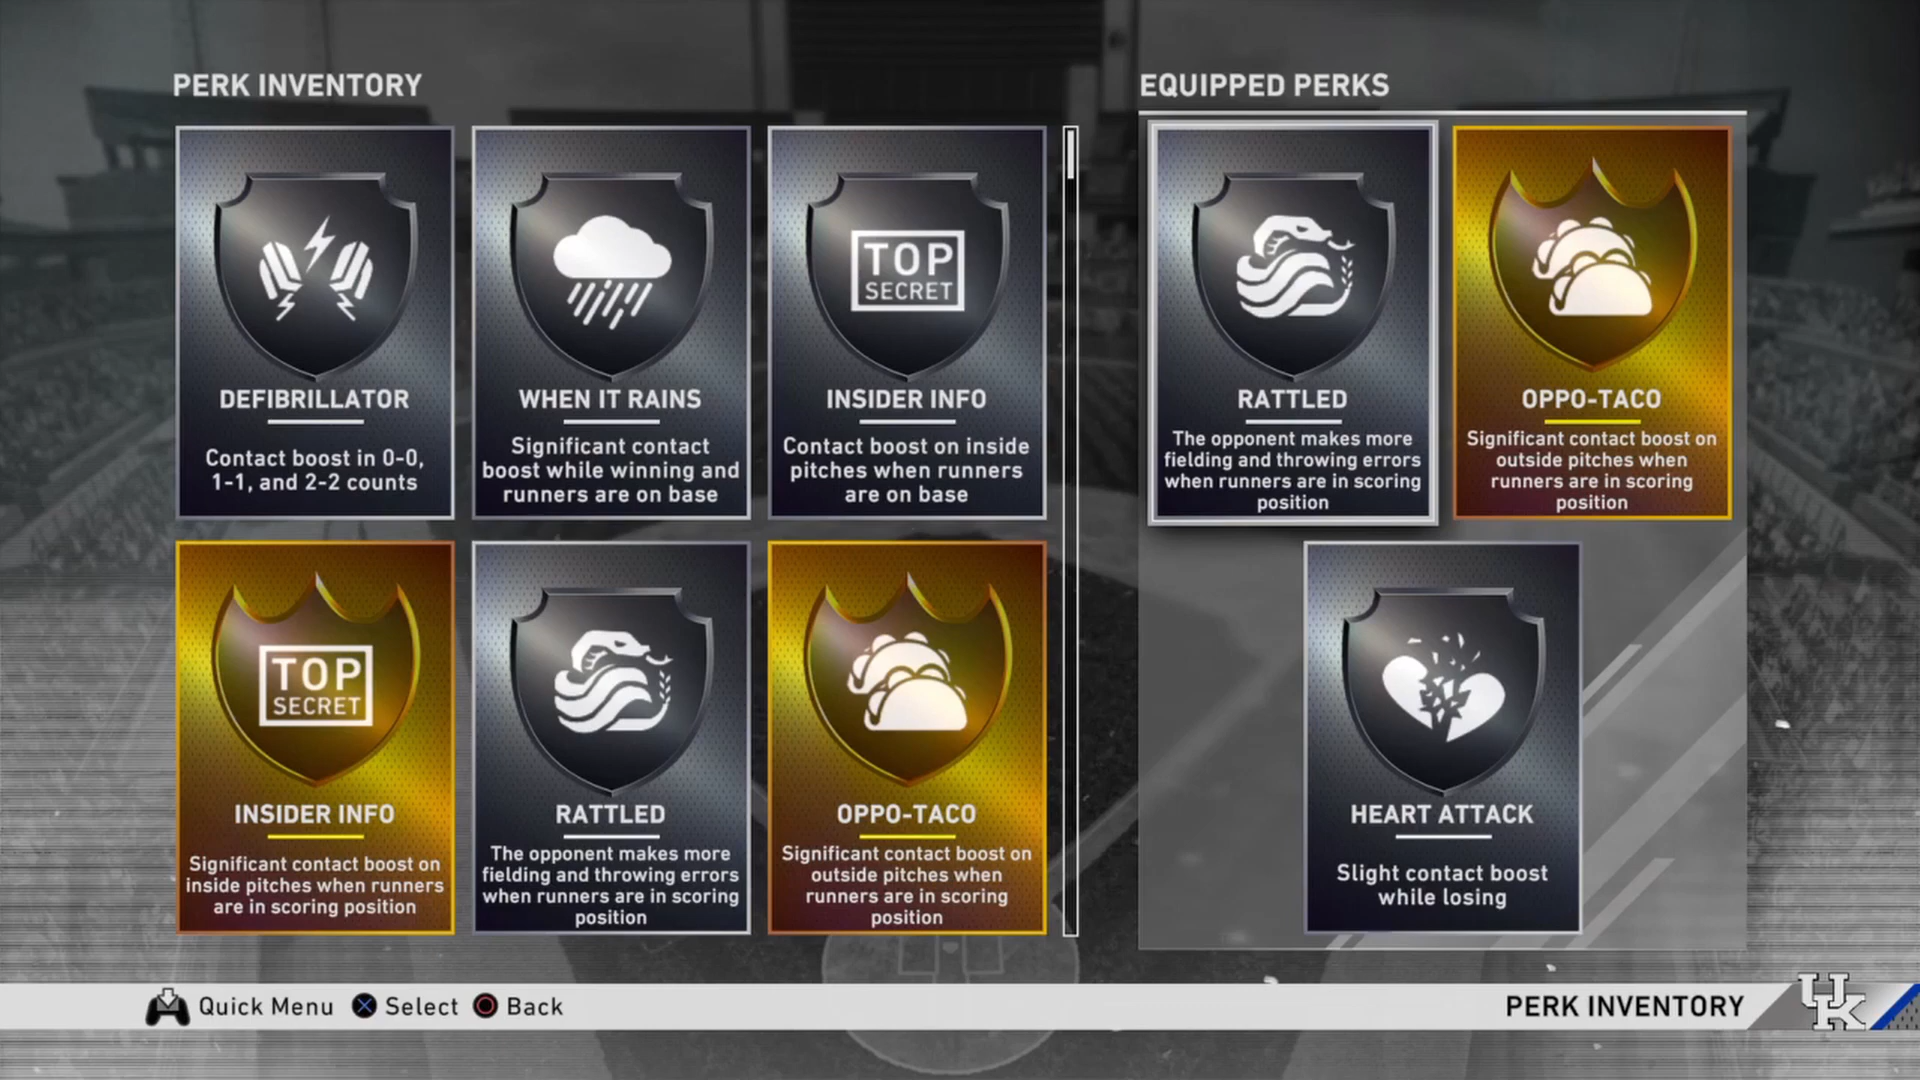 PERK INVENTORY
EQUIPPED PERKS
TOP
SECRET
DEFIBRILLATOR
Contact boost in 0-0,
1-1, and 2-2 counts
WHEN IT RAINS
Significant contact
boost while winning and
runners are on base
INSIDER INFO
Contact boost on inside
pitches when runners
are on base
RATTLED
The opponent makes more
fielding and throwing errors
when runners are in scoring
position
OPPO-TACO
Significant contact boost on
outside pitches when
runners are in scoring
position
TOP
SECRET
INSIDER INFO
Significant contact boost on
inside pitches when runners
are in scoring position
RATTLED
The opponent makes more
fielding and throwing errors
when runners are in scoring
position
OPPO-TACO
Significant contact boost on
outside pitches when
runners are in scoring
position
HEART ATTACK
Slight contact boost
while losing
Quick Menu Select Back
PERK INVENTORY
UK